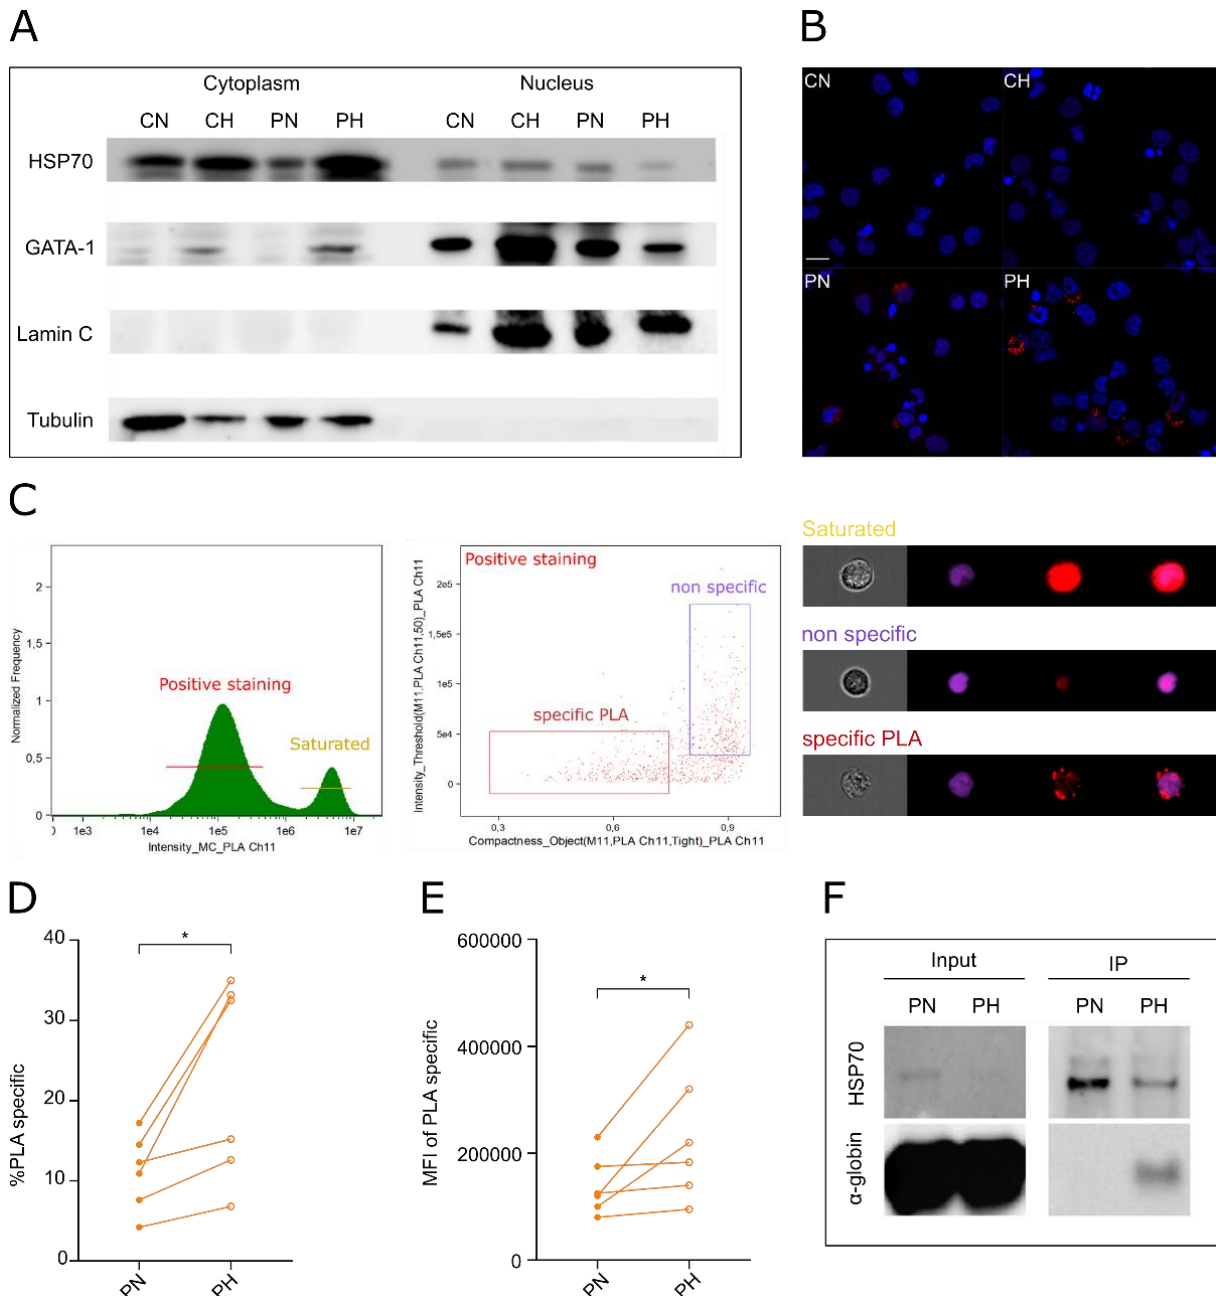 A
Cytoplasm Nucleus
CN CH PN PH CN CH PN PH
HSP70
GATA-1
Lamin C
Tubulin
B
CN CH
PN PH
C
2
1,5
1
0,5
0
Normalized Frequency
Positive staining
Saturated
0 1e3 1e4 1e5 1e6 1e7
Intensity_MC_PLA Ch11
Intensity_Threshold(M11,PLA Ch11,50)_PLA Ch11
Positive staining
non specific
specific PLA
2e5
1,5e5
1e5
5e4
0
0,3 0,6 0,9
Compactness_Object(M11,PLA Ch11,Tight)_PLA Ch11
Saturated
non specific
specific PLA
D
%PLA specific
40
30
20
10
0
*
PN PH
E
MFI of PLA specific
600000
400000
200000
0
*
PN PH
F
Input IP
PN PH PN PH
HSP70
α-globin